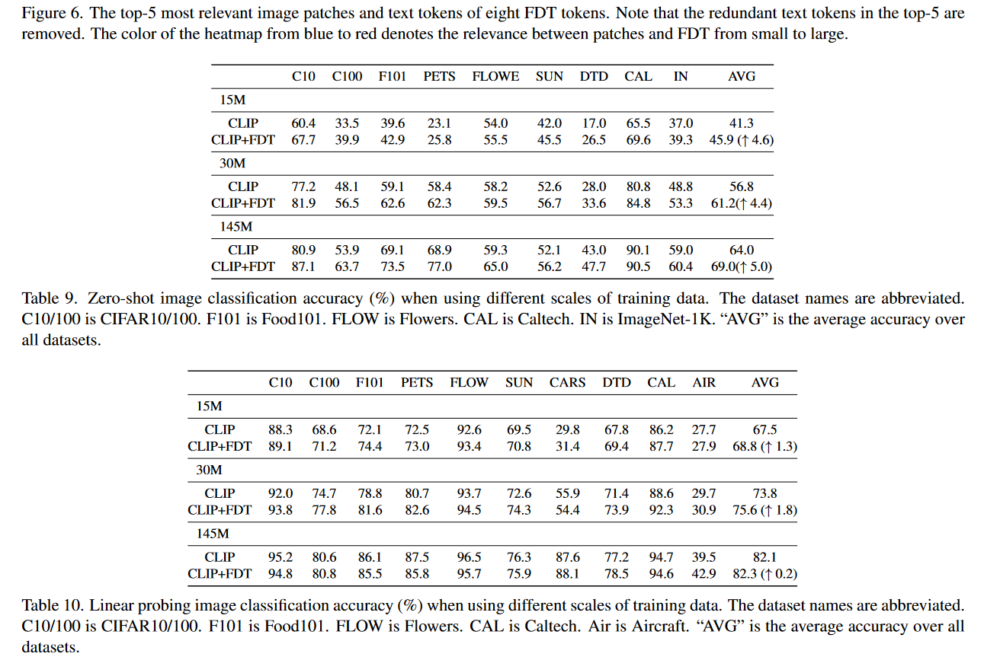 Figure 6. The top-5 most relevant image patches and text tokens of eight FDT tokens. Note that the redundant text tokens in the top-5 are
removed. The color of the heatmap from blue to red denotes the relevance between patches and FDT from small to large.
C10 C100 F101 PETS FLOWE SUN DTD CAL IN AVG
15M
CLIP 60.4 33.5 39.6 23.1 54.0 42.0 17.0 65.5 37.0 41.3
CLIP+FDT 67.7 39.9 42.9 25.8 55.5 45.5 26.5 69.6 39.3 45.9 (↑ 4.6)
30M
CLIP 77.2 48.1 59.1 58.4 58.2 52.6 28.0 80.8 48.8 56.8
CLIP+FDT 81.9 56.5 62.6 62.3 59.5 56.7 33.6 84.8 53.3 61.2(↑ 4.4)
145M
CLIP 80.9 53.9 69.1 68.9 59.3 52.1 43.0 90.1 59.0 64.0
CLIP+FDT 87.1 63.7 73.5 77.0 65.0 56.2 47.7 90.5 60.4 69.0(↑ 5.0)
Table 9. Zero-shot image classification accuracy (%) when using different scales of training data. The dataset names are abbreviated.
C10/100 is CIFAR10/100. F101 is Food101. FLOW is Flowers. CAL is Caltech. IN is ImageNet-1K. “AVG” is the average accuracy over
all datasets.
C10 C100 F101 PETS FLOW SUN CARS DTD CAL AIR AVG
15M
CLIP 88.3 68.6 72.1 72.5 92.6 69.5 29.8 67.8 86.2 27.7 67.5
CLIP+FDT 89.1 71.2 74.4 73.0 93.4 70.8 31.4 69.4 87.7 27.9 68.8 (↑ 1.3)
30M
CLIP 92.0 74.7 78.8 80.7 93.7 72.6 55.9 71.4 88.6 29.7 73.8
CLIP+FDT 93.8 77.8 81.6 82.6 94.5 74.3 54.4 73.9 92.3 30.9 75.6 (↑ 1.8)
145M
CLIP 95.2 80.6 86.1 87.5 96.5 76.3 87.6 77.2 94.7 39.5 82.1
CLIP+FDT 94.8 80.8 85.5 85.8 95.7 75.9 88.1 78.5 94.6 42.9 82.3 (↑ 0.2)
Table 10. Linear probing image classification accuracy (%) when using different scales of training data. The dataset names are abbreviated.
C10/100 is CIFAR10/100. F101 is Food101. FLOW is Flowers. CAL is Caltech. Air is Aircraft. “AVG” is the average accuracy over all
datasets.